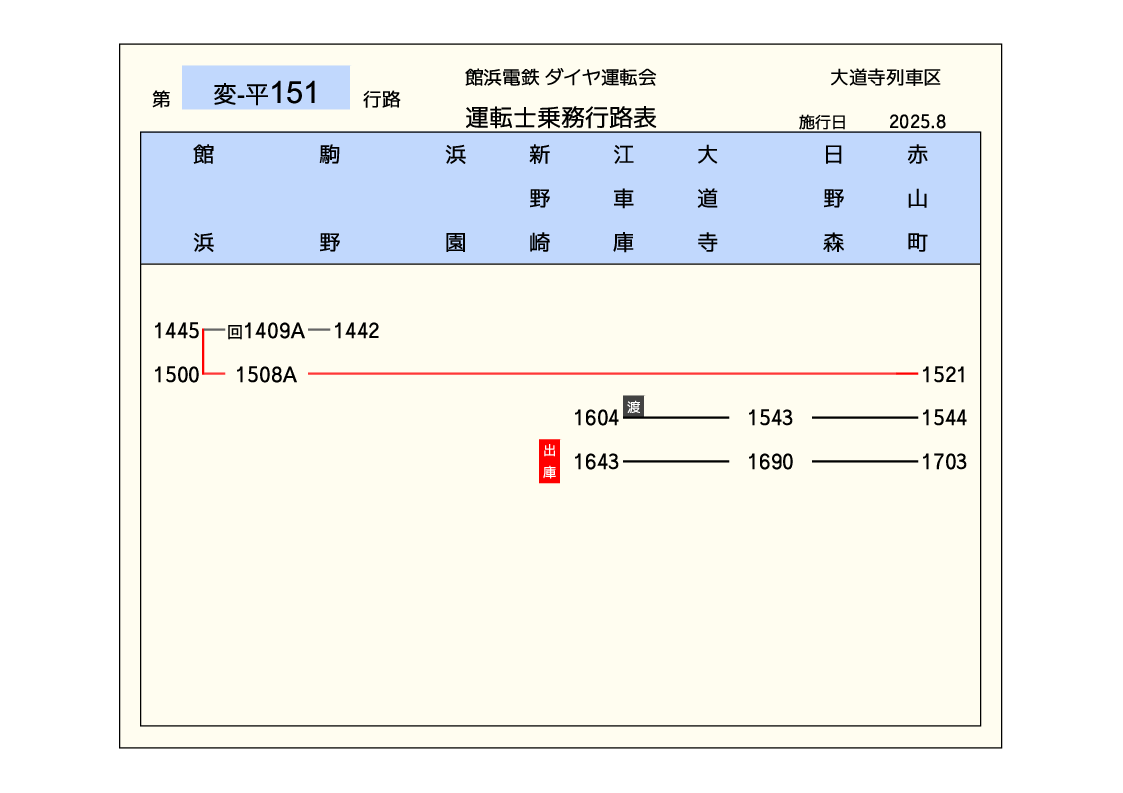 第 変-平151 行路
館浜電鉄 ダイヤ運転会
運転士乗務行路表
大道寺列車区
施行日 2025.8
館浜 駒野 浜園 新野崎 江車庫 大道寺 日野森 赤山町
1445 回1409A 1442
1500 1508A 1521
1604 渡 1543 1544
出庫 1643 1690 1703